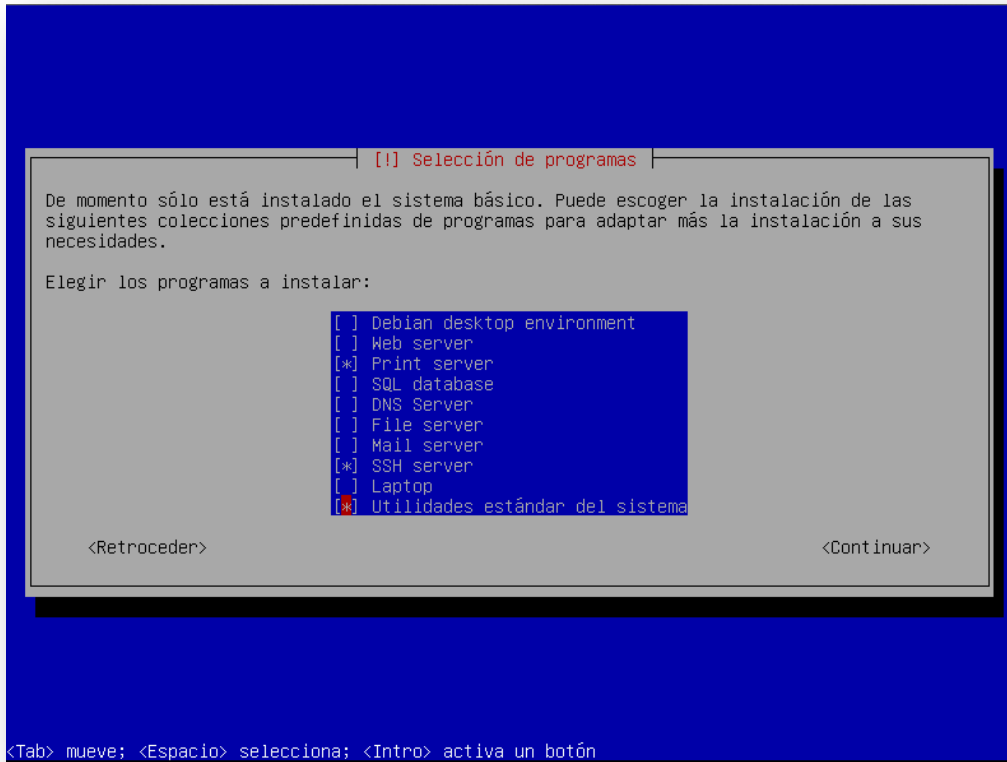 [!] Selección de programas
De momento sólo está instalado el sistema básico. Puede escoger la instalación de las
siguientes colecciones predefinidas de programas para adaptar más la instalación a sus
necesidades.
Elegir los programas a instalar:
[ ] Debian desktop environment
[ ] Web server
[*] Print server
[ ] SQL database
[ ] DNS Server
[ ] File server
[ ] Mail server
[*] SSH server
[ ] Laptop
[*] Utilidades estándar del sistema
<Retroceder> <Continuar>
<Tab> mueve; <Espacio> selecciona; <Intro> activa un botón